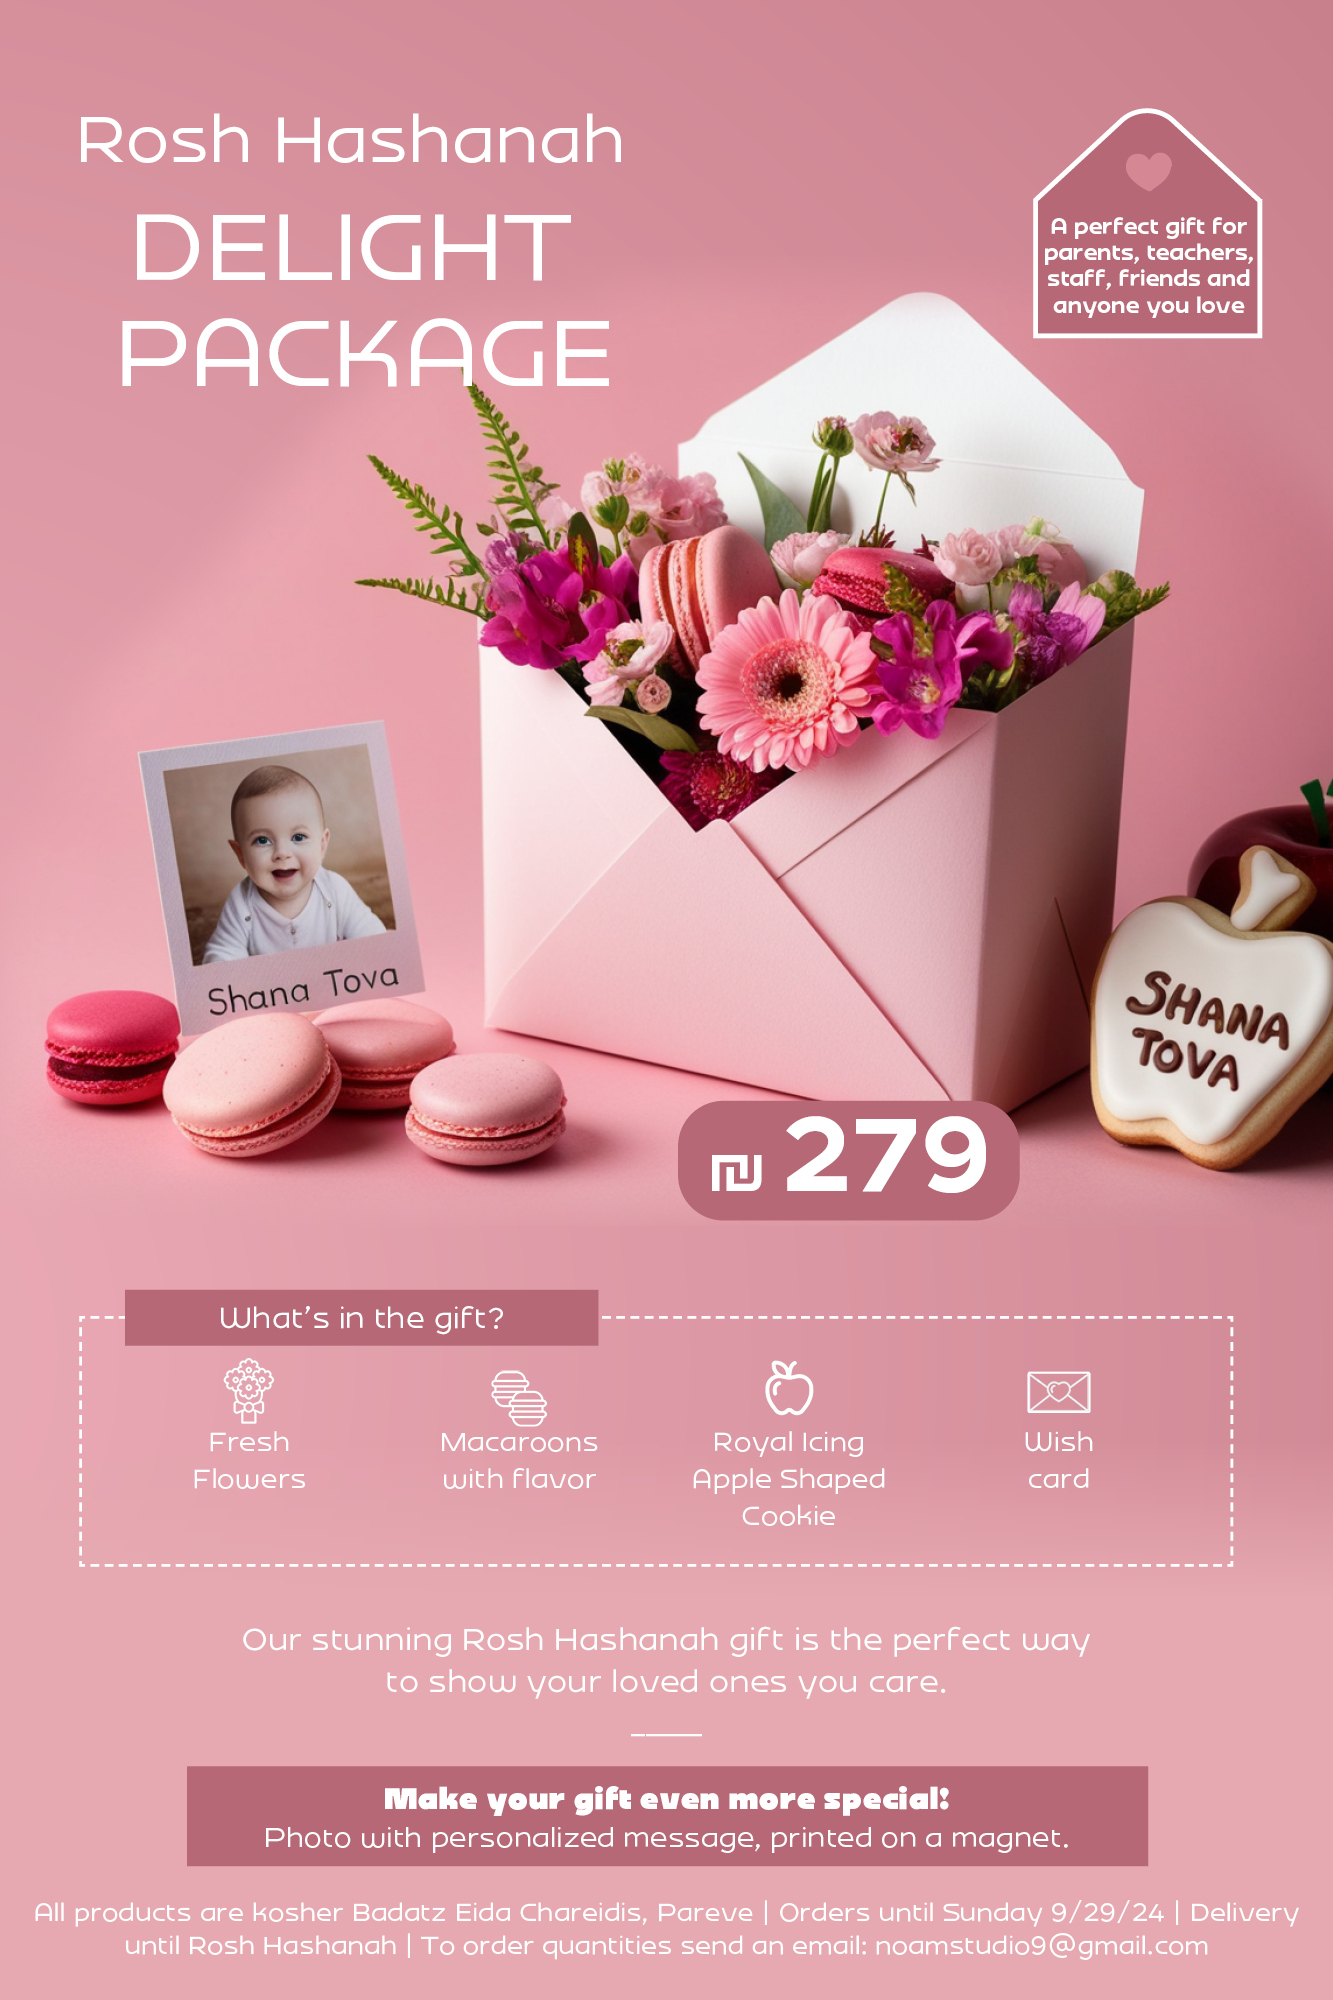 Rosh Hashanah
DELIGHT
PACKAGE
A perfect gift for
parents, teachers,
staff, friends and
anyone you love
Shana Tova
SHANA
TOVA
₪ 279
What's in the gift?
Fresh
Flowers
Macaroons
with flavor
Royal Icing
Apple Shaped
Cookie
Wish
card
Our stunning Rosh Hashanah gift is the perfect way
to show your loved ones you care.
Make your gift even more special!
Photo with personalized message, printed on a magnet.
All products are kosher Badatz Eida Chareidis, Pareve | Orders until Sunday 9/29/24 | Delivery
until Rosh Hashanah | To order quantities send an email: noamstudio9@gmail.com